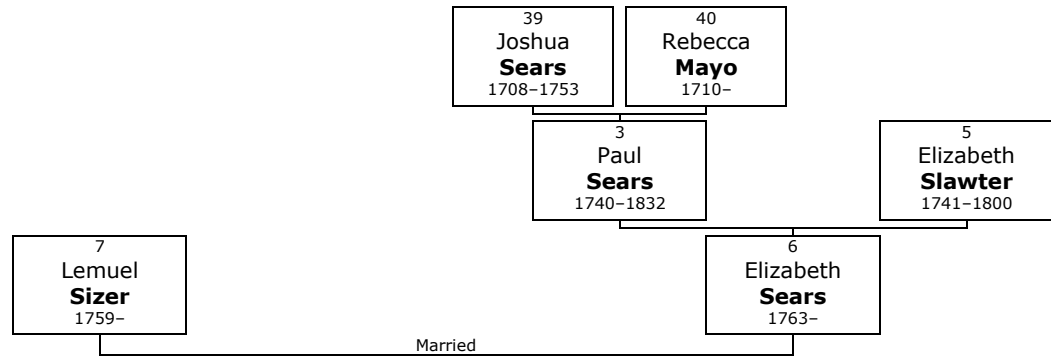 39
Joshua
Sears
1708–1753
40
Rebecca
Mayo
1710–
3
Paul
Sears
1740–1832
5
Elizabeth
Slawter
1741–1800
7
Lemuel
Sizer
1759–
6
Elizabeth
Sears
1763–
Married